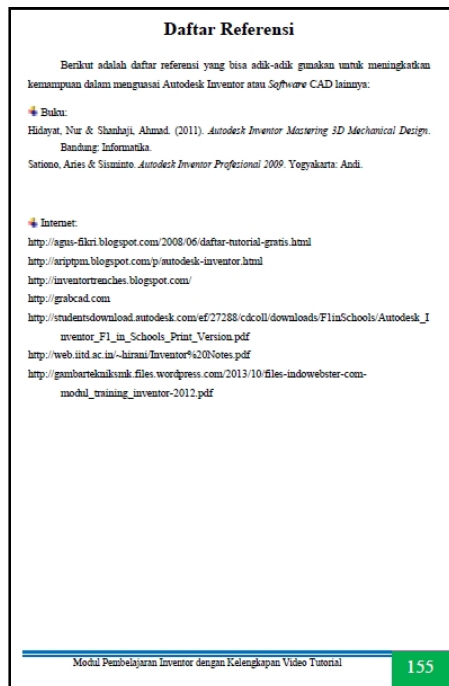 Daftar Referensi
Berikut adalah daftar referensi yang bisa adik-adik gunakan untuk meningkatkan
kemampuan dalam menguasai Autodesk Inventor atau Software CAD lainnya:
Buku:
Hidayat, Nur & Shanhaji, Ahmad. (2011). Autodesk Inventor Mastering 3D Mechanical Design.
Bandung: Informatika.
Sationo, Aries & Sisminto. Autodesk Inventor Profesional 2009. Yogyakarta: Andi.
Internet:
http://agus-fikri.blogspot.com/2008/06/daftar-tutorial-gratis.html
http://ariptpm.blogspot.com/p/autodesk-inventor.html
http://inventortrenches.blogspot.com/
http://grabcad.com
http://studentsdownload.autodesk.com/ef/27288/cdcoll/downloads/F1inSchools/Autodesk_I
nventor_F1_in_Schools_Print_Version.pdf
http://web.iitd.ac.in/~hirani/Inventor%20Notes.pdf
http://gambartekniksmk.files.wordpress.com/2013/10/files-indowebster-com-
modul_training_inventor-2012.pdf
Modul Pembelajaran Inventor dengan Kelengkapan Video Tutorial
155